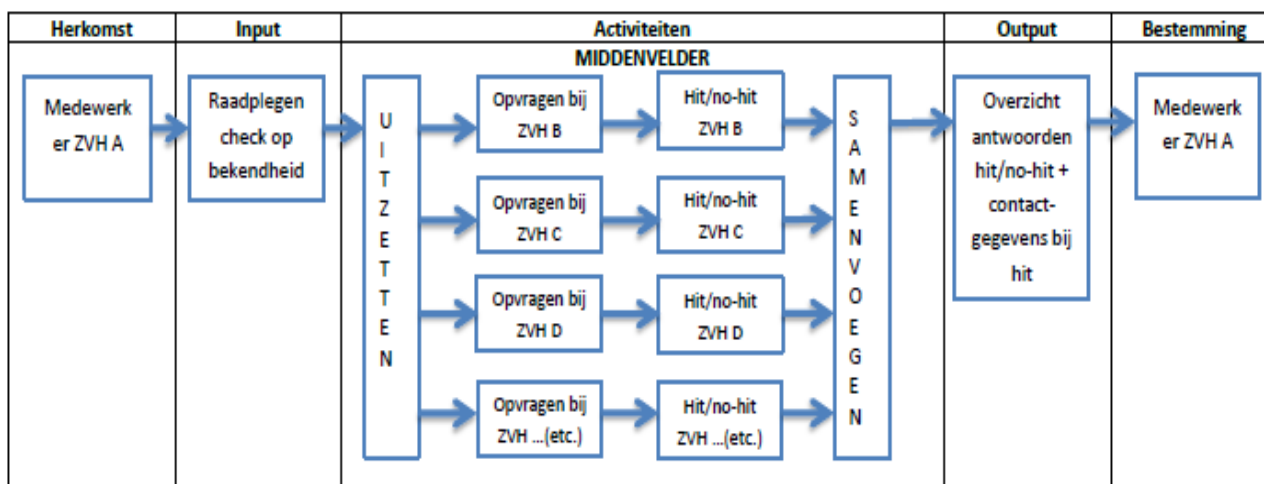 Herkomst
Input
Activiteiten
Output
Bestemming
MIDDENVELDER
Medewerk
er ZVH A
Raadplegen
check op
bekendheid
U
I
T
Z
E
T
T
E
N
Opvragen bij
ZVH B
Hit/no-hit
ZVH B
Opvragen bij
ZVH C
Hit/no-hit
ZVH C
Opvragen bij
ZVH D
Hit/no-hit
ZVH D
Opvragen bij
ZVH ...(etc.)
Hit/no-hit
ZVH ...(etc.)
S
A
M
E
N
V
O
E
G
E
N
Overzicht
antwoorden
hit/no-hit +
contact-
gegevens bij
hit
Medewerk
er ZVH A